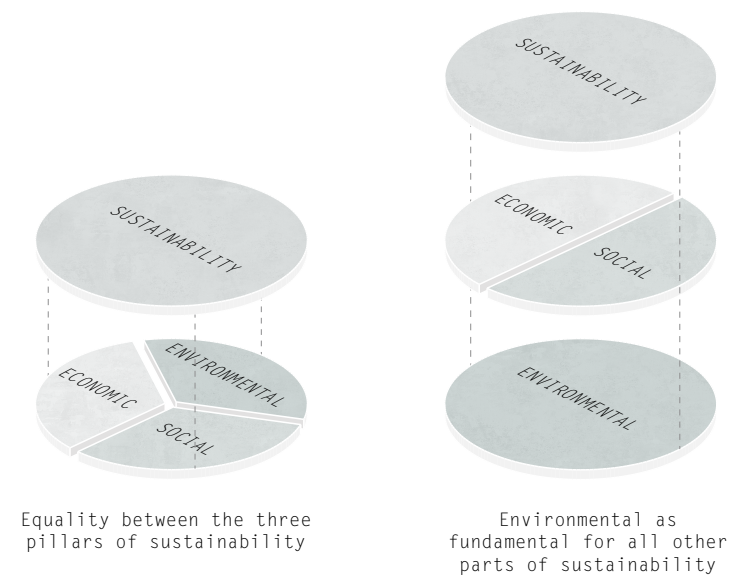 SUSTAINABILITY
ECONOMIC
ENVIRONMENTAL
SOCIAL
Equality between the three
pillars of sustainability
SUSTAINABILITY
ECONOMIC
SOCIAL
ENVIRONMENTAL
Environmental as
fundamental for all other
parts of sustainability